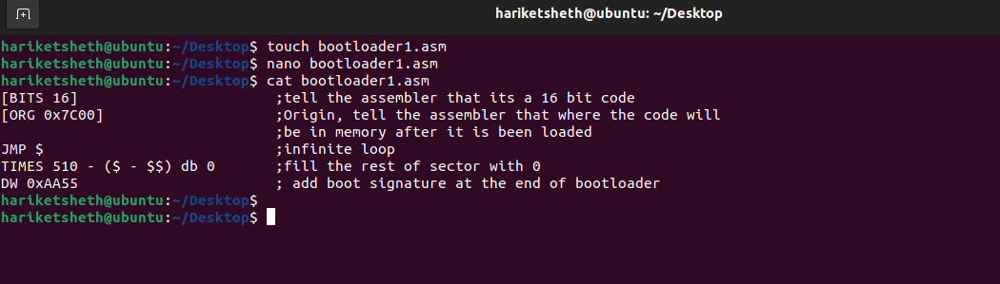 hariketsheth@ubuntu: ~/Desktop
hariketsheth@ubuntu:~/Desktop$ touch bootloader1.asm
hariketsheth@ubuntu:~/Desktop$ nano bootloader1.asm
hariketsheth@ubuntu:~/Desktop$ cat bootloader1.asm
[BITS 16]                       ;tell the assembler that its a 16 bit code
[ORG 0x7C00]                    ;Origin, tell the assembler that where the code will
                                ;be in memory after it is been loaded
JMP $                           ;infinite loop
TIMES 510 - ($ - $$) db 0       ;fill the rest of sector with 0
DW 0xAA55                       ; add boot signature at the end of bootloader
hariketsheth@ubuntu:~/Desktop$
hariketsheth@ubuntu:~/Desktop$